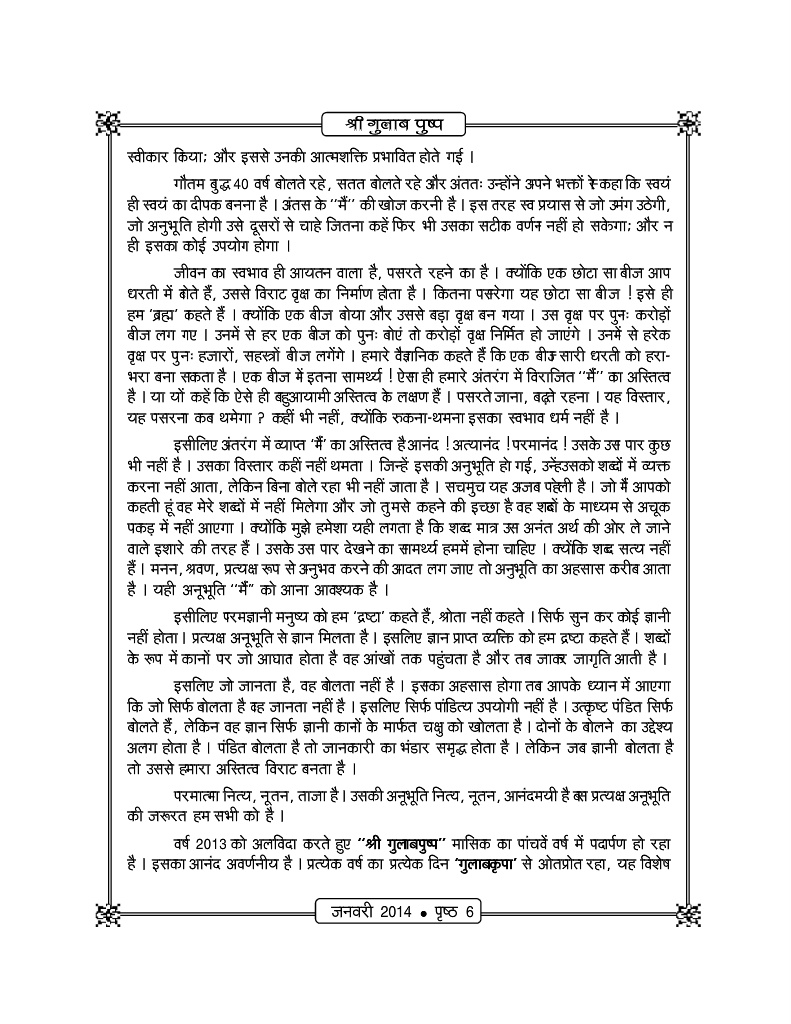 श्री गुलाब पुष्प
स्वीकार किया; और इससे उनकी आत्मशक्ति प्रभावित होते गई ।
गौतम बुद्ध 40 वर्ष बोलते रहे, सतत बोलते रहे और अंततः उन्होंने अपने भक्तों से कहा कि स्वयं
ही स्वयं का दीपक बनना है । अंतस के ‘‘मैं’’ की खोज करनी है । इस तरह स्व प्रयास से जो उमंग उठेगी,
जो अनुभूति होगी उसे दूसरों से चाहे जितना कहें फिर भी उसका सटीक वर्णन नहीं हो सकेगा; और न
ही इसका कोई उपयोग होगा ।
जीवन का स्वभाव ही आयतन वाला है, पसरते रहने का है । क्योंकि एक छोटा सा बीज आप
धरती में बोते हैं, उससे विराट वृक्ष का निर्माण होता है । कितना पसरेगा यह छोटा सा बीज ! इसे ही
हम ‘ब्रह्म’ कहते हैं । क्योंकि एक बीज बोया और उससे बड़ा वृक्ष बन गया । उस वृक्ष पर पुनः करोड़ों
बीज लग गए । उनमें से हर एक बीज को पुनः बोएं तो करोड़ों वृक्ष निर्मित हो जाएंगे । उनमें से हरेक
वृक्ष पर पुनः हजारों, सहस्त्रों बीज लगेंगे । हमारे वैज्ञानिक कहते हैं कि एक बीज सारी धरती को हरा-
भरा बना सकता है । एक बीज में इतना सामर्थ्य ! ऐसा ही हमारे अंतरंग में विराजित ‘‘मैं’’ का अस्तित्व
है । या यों कहें कि ऐसे ही बहुआयामी अस्तित्व के लक्षण हैं । पसरते जाना, बढ़ते रहना । यह विस्तार,
यह पसरना कब थमेगा ? कहीं भी नहीं, क्योंकि रुकना-थमना इसका स्वभाव धर्म नहीं है ।
इसीलिए अंतरंग में व्याप्त ‘मैं’ का अस्तित्व है आनंद ! अत्यानंद ! परमानंद ! उसके उस पार कुछ
भी नहीं है । उसका विस्तार कहीं नहीं थमता । जिन्हें इसकी अनुभूति हो गई, उन्हें उसको शब्दों में व्यक्त
करना नहीं आता, लेकिन बिना बोले रहा भी नहीं जाता है । सचमुच यह अजब पहेली है । जो मैं आपको
कहती हूं वह मेरे शब्दों में नहीं मिलेगा और जो तुमसे कहने की इच्छा है वह शब्दों के माध्यम से अचूक
पकड़ में नहीं आएगा । क्योंकि मुझे हमेशा यही लगता है कि शब्द मात्र उस अनंत अर्थ की ओर ले जाने
वाले इशारे की तरह हैं । उसके उस पार देखने का सामर्थ्य हममें होना चाहिए । क्योंकि शब्द सत्य नहीं
हैं । मनन, श्रवण, प्रत्यक्ष रूप से अनुभव करने की आदत लग जाए तो अनुभूति का अहसास करीब आता
है । यही अनूभूति ‘‘मैं’’ को आना आवश्यक है ।
इसीलिए परमज्ञानी मनुष्य को हम ‘द्रष्टा’ कहते हैं, श्रोता नहीं कहते । सिर्फ सुन कर कोई ज्ञानी
नहीं होता । प्रत्यक्ष अनूभूति से ज्ञान मिलता है । इसलिए ज्ञान प्राप्त व्यक्ति को हम द्रष्टा कहते हैं । शब्दों
के रूप में कानों पर जो आघात होता है वह आंखों तक पहुंचता है और तब जाकर जागृति आती है ।
इसलिए जो जानता है, वह बोलता नहीं है । इसका अहसास होगा तब आपके ध्यान में आएगा
कि जो सिर्फ बोलता है वह जानता नहीं है । इसलिए सिर्फ पांडित्य उपयोगी नहीं है । उत्कृष्ट पंडित सिर्फ
बोलते हैं, लेकिन वह ज्ञान सिर्फ ज्ञानी कानों के मार्फत चक्षु को खोलता है । दोनों के बोलने का उद्देश्य
अलग होता है । पंडित बोलता है तो जानकारी का भंडार समृद्ध होता है । लेकिन जब ज्ञानी बोलता है
तो उससे हमारा अस्तित्व विराट बनता है ।
परमात्मा नित्य, नूतन, ताजा है । उसकी अनुभूति नित्य, नूतन, आनंदमयी है बस प्रत्यक्ष अनुभूति
की जरूरत हम सभी को है ।
वर्ष 2013 को अलविदा करते हुए ‘‘श्री गुलाबपुष्प’’ मासिक का पांचवें वर्ष में पदार्पण हो रहा
है । इसका आनंद अवर्णनीय है । प्रत्येक वर्ष का प्रत्येक दिन ‘गुलाबकृपा’ से ओतप्रोत रहा, यह विशेष
जनवरी 2014 ● पृष्ठ 6